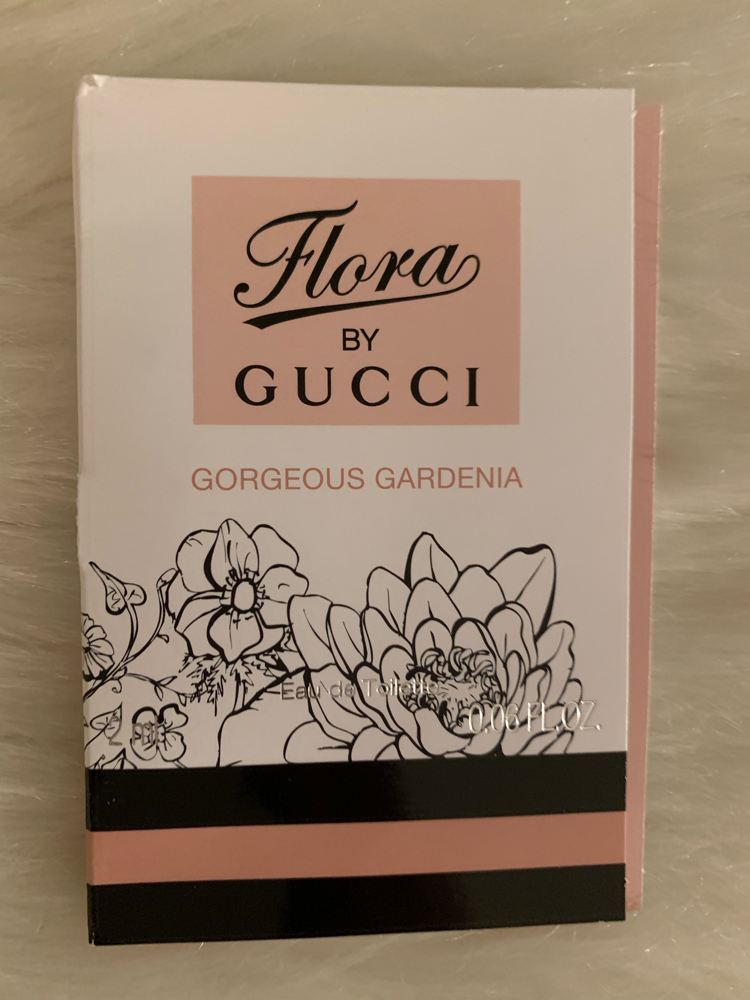 Flora
BY
GUCCI
GORGEOUS GARDENIA
Eau de Toilette
2 ml
0.06 FL.OZ.